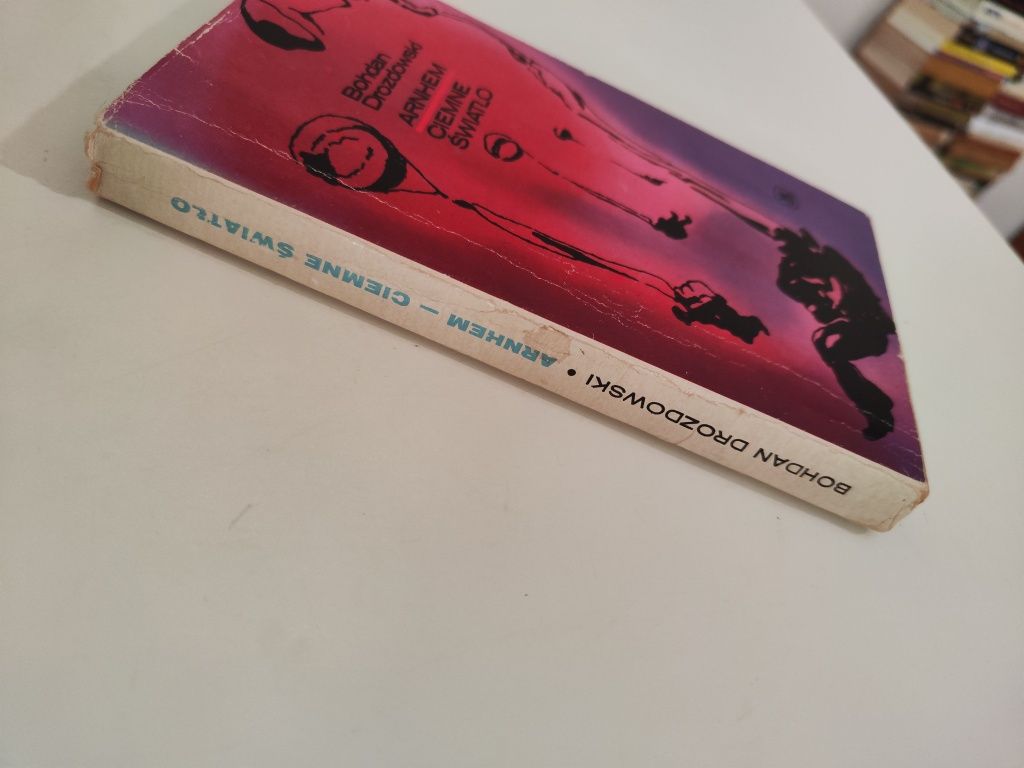 Bohdan
Drozdowski
ARNHEM
CIEMNE
ŚWIATŁO
BOHDAN DROZDOWSKI • ARNHEM — CIEMNE ŚWIATŁO